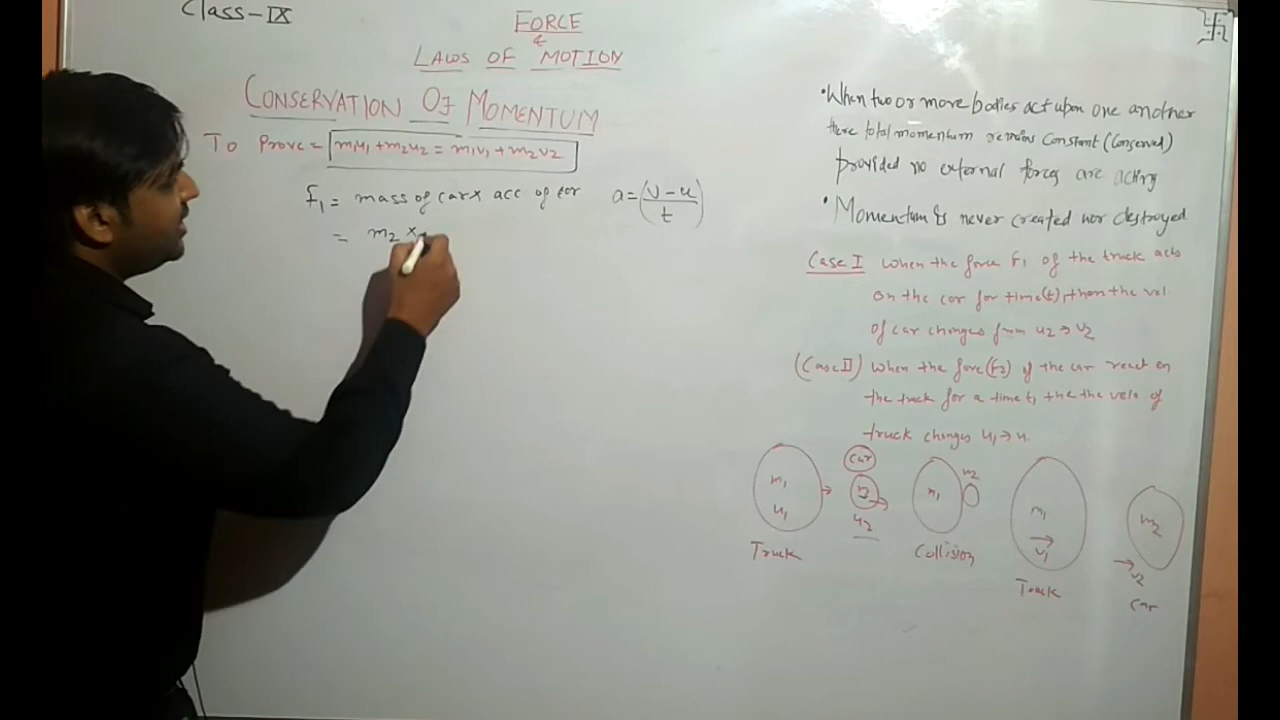 Class-IX
FORCE
&
LAWS OF MOTION
CONSERVATION OF MOMENTUM
TO Prove = m1u1+m2u2 = m1v1+m2v2
f1 = mass of car x acc of car a=(v-u/t)
= m2 x
•When two or more bodies act upon one another
there total momentum remains constant (Conserved)
provided no external forces are acting
•Momentum is never created nor destroyed
Case I When the force F1 of the truck acts
on the car for time(t), then the vel
of car changes from u2→v2
(Case II) When the force(F2) of the car react on
the truck for a time t, the the velo of
truck changes u1→u
m1
u1
Truck
car
u2
m1
m2
Collision
m1
v1
Truck
m2
v2
car